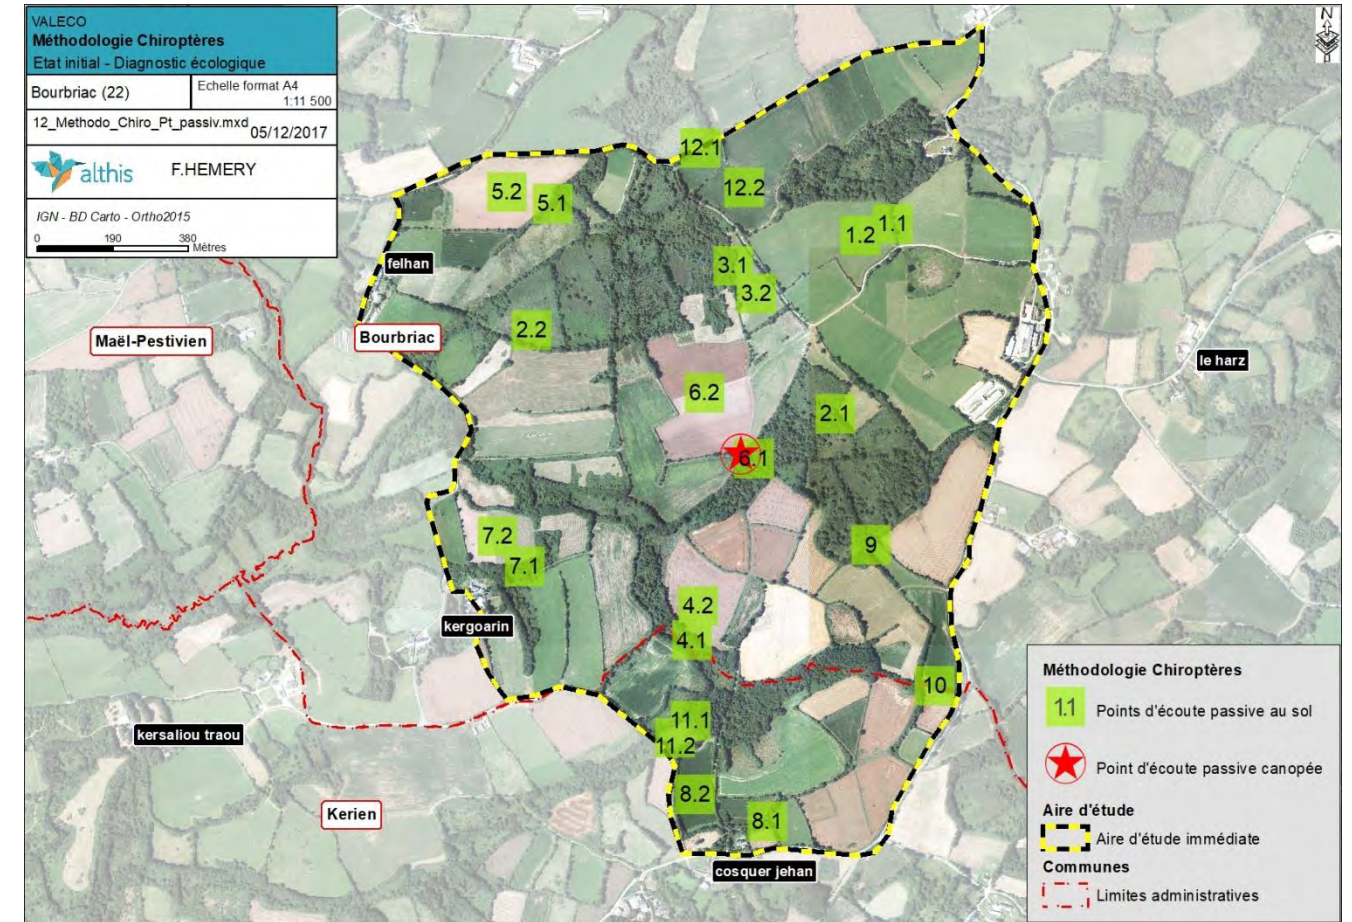 VALECO
Méthodologie Chiroptères
Etat initial - Diagnostic écologique
Bourbriac (22)
Echelle format A4
1:11 500
12_Methodo_Chiro_Pt_passiv.mxd 05/12/2017
althis
F.HEMERY
IGN - BD Carto - Ortho2015
0 190 380
Mètres
N
12.1
12.2
5.2
5.1
1.1
1.2
felhan
3.1
3.2
2.2
Bourbriac
Maël-Pestivien
le harz
6.2
2.1
6.1
7.2
7.1
9
4.2
kergoarin
4.1
10
11.1
11.2
kersaliou traou
8.2
Kerien
8.1
cosquer jehan
Méthodologie Chiroptères
1.1 Points d'écoute passive au sol
Point d'écoute passive canopée
Aire d'étude
Aire d'étude immédiate
Communes
Limites administratives